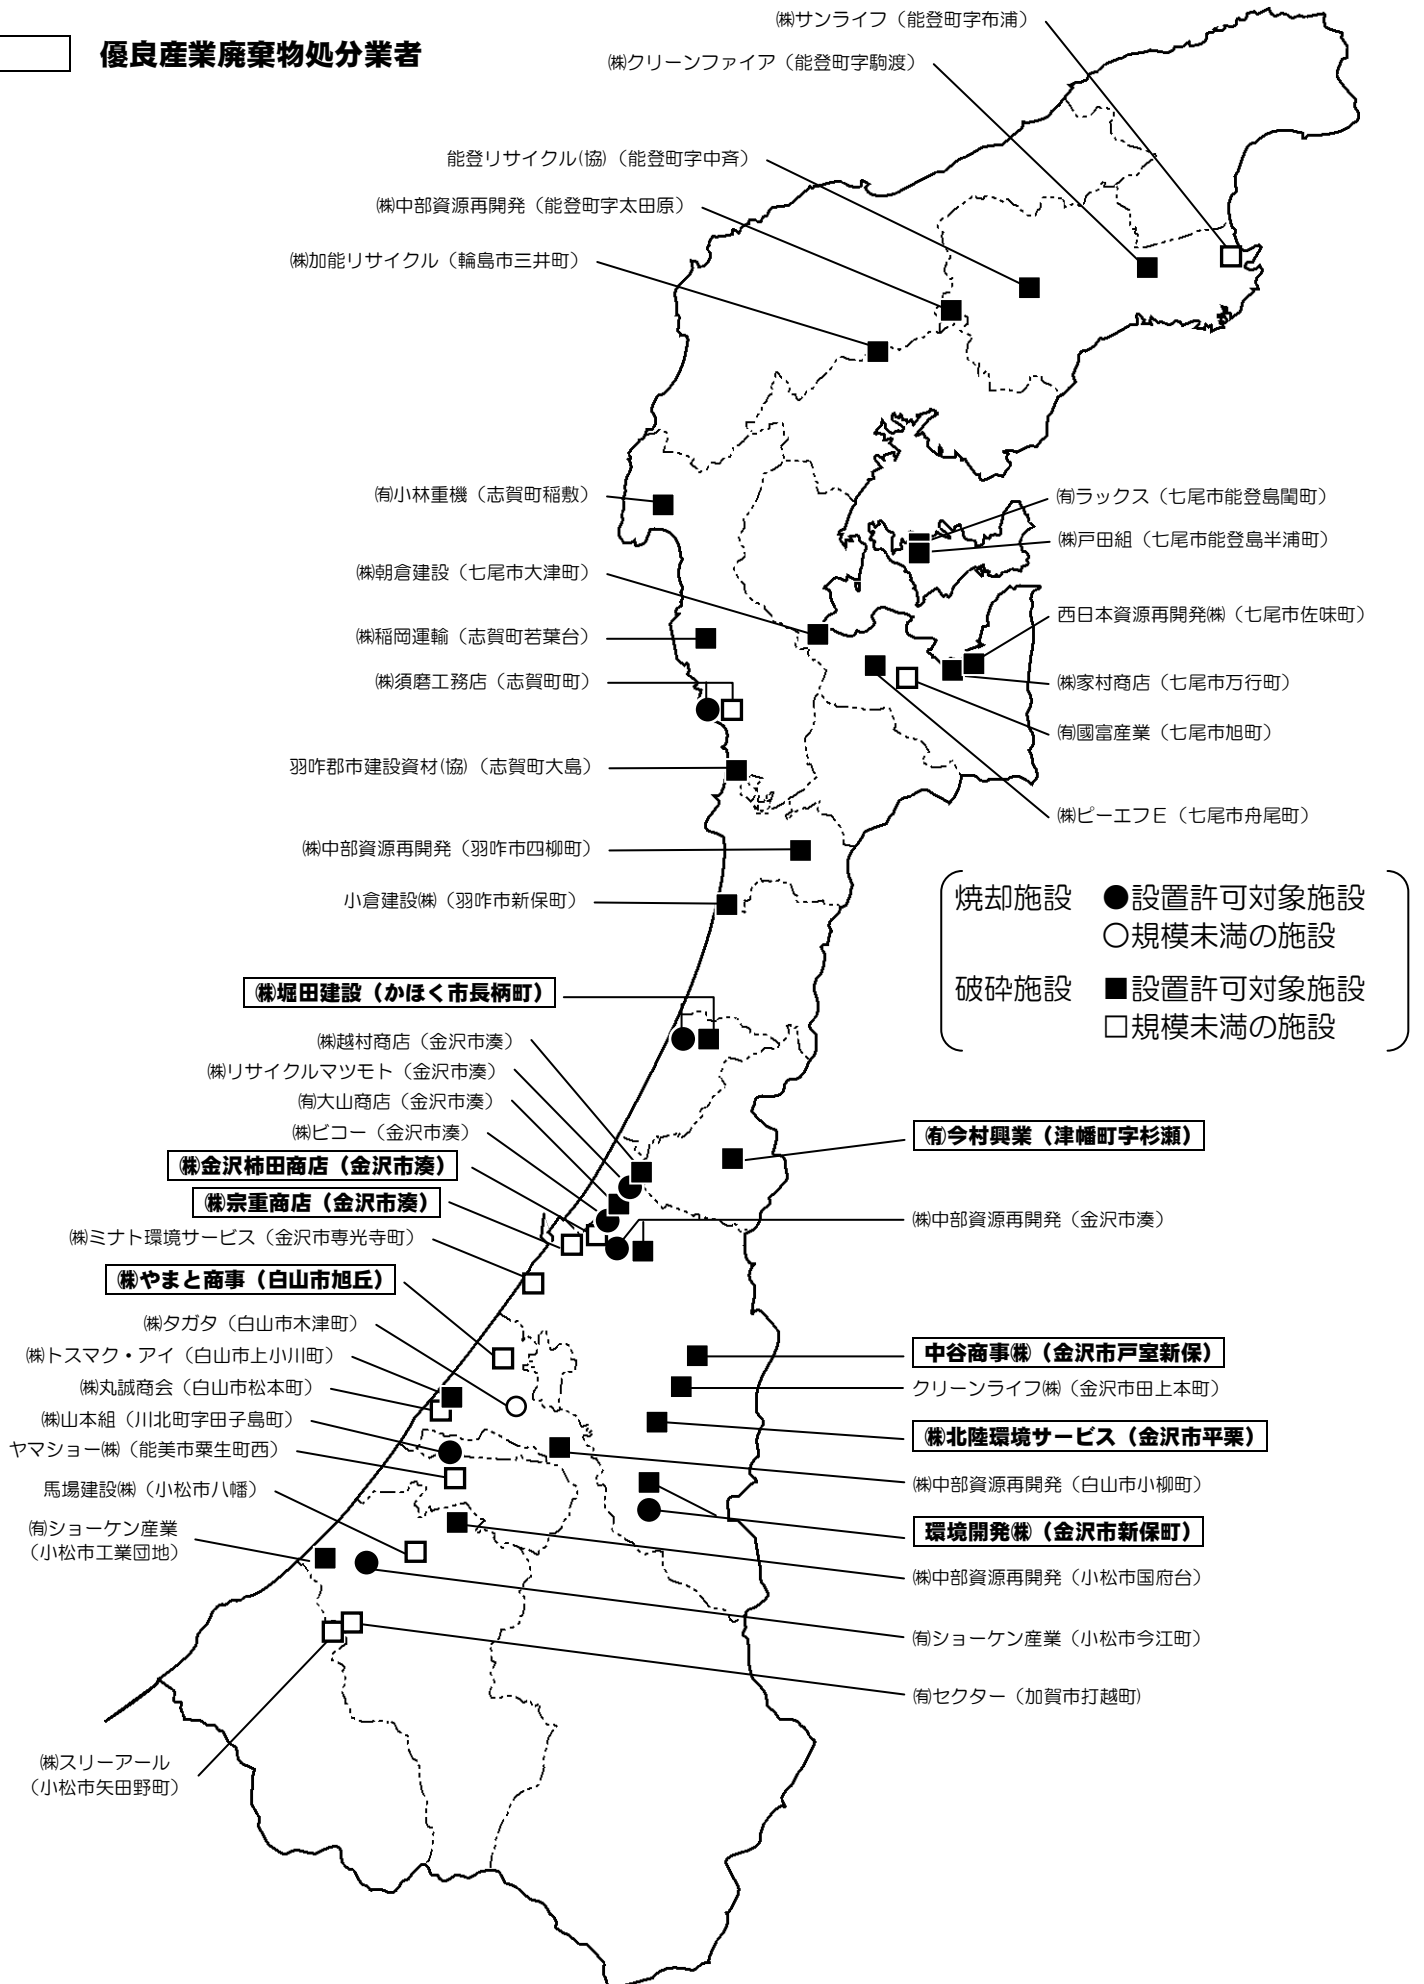 優良産業廃棄物処分業者
㈱サンライフ（能登町字布浦）
㈱クリーンファイア（能登町字駒渡）
能登リサイクル(協)（能登町字中斉）
㈱中部資源再開発（能登町字太田原）
㈱加能リサイクル（輪島市三井町）
㈲小林重機（志賀町稲敷）
㈱朝倉建設（七尾市大津町）
㈱稲岡運輸（志賀町若葉台）
㈱須磨工務店（志賀町町）
羽咋郡市建設資材(協)（志賀町大島）
㈱中部資源再開発（羽咋市四柳町）
小倉建設㈱（羽咋市新保町）
㈲ラックス（七尾市能登島閨町）
㈱戸田組（七尾市能登島半浦町）
西日本資源再開発㈱（七尾市佐味町）
㈱家村商店（七尾市万行町）
㈲國富産業（七尾市旭町）
㈱ピーエフＥ（七尾市舟尾町）
焼却施設　●設置許可対象施設
○規模未満の施設
破砕施設　■設置許可対象施設
□規模未満の施設
㈱堀田建設（かほく市長柄町）
㈱越村商店（金沢市湊）
㈱リサイクルマツモト（金沢市湊）
㈲大山商店（金沢市湊）
㈱ビコー（金沢市湊）
㈱金沢柿田商店（金沢市湊）
㈱宗重商店（金沢市湊）
㈱ミナト環境サービス（金沢市専光寺町）
㈱やまと商事（白山市旭丘）
㈱タガタ（白山市木津町）
㈱トスマク・アイ（白山市上小川町）
㈱丸誠商会（白山市松本町）
㈱山本組（川北町字田子島町）
ヤマショー㈱（能美市粟生町西）
馬場建設㈱（小松市八幡）
㈲ショーケン産業
（小松市工業団地）
㈱スリーアール
（小松市矢田野町）
㈲今村興業（津幡町字杉瀬）
㈱中部資源再開発（金沢市湊）
中谷商事㈱（金沢市戸室新保）
クリーンライフ㈱（金沢市田上本町）
㈱北陸環境サービス（金沢市平栗）
㈱中部資源再開発（白山市小柳町）
環境開発㈱（金沢市新保町）
㈱中部資源再開発（小松市国府台）
㈲ショーケン産業（小松市今江町）
㈲セクター（加賀市打越町)